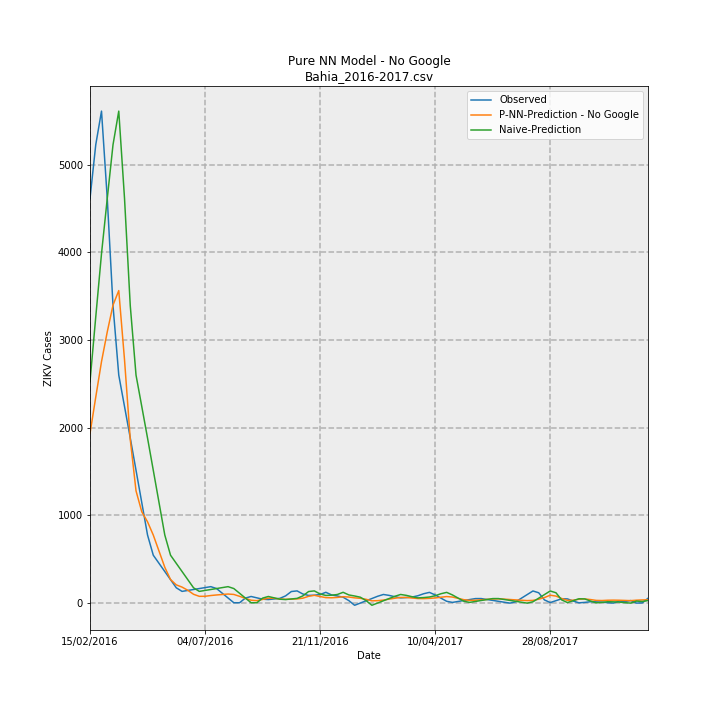 Pure NN Model - No Google
Bahia_2016-2017.csv
Observed
P-NN-Prediction - No Google
Naive-Prediction
ZIKV Cases
5000
4000
3000
2000
1000
0
15/02/2016
04/07/2016
21/11/2016
10/04/2017
28/08/2017
Date